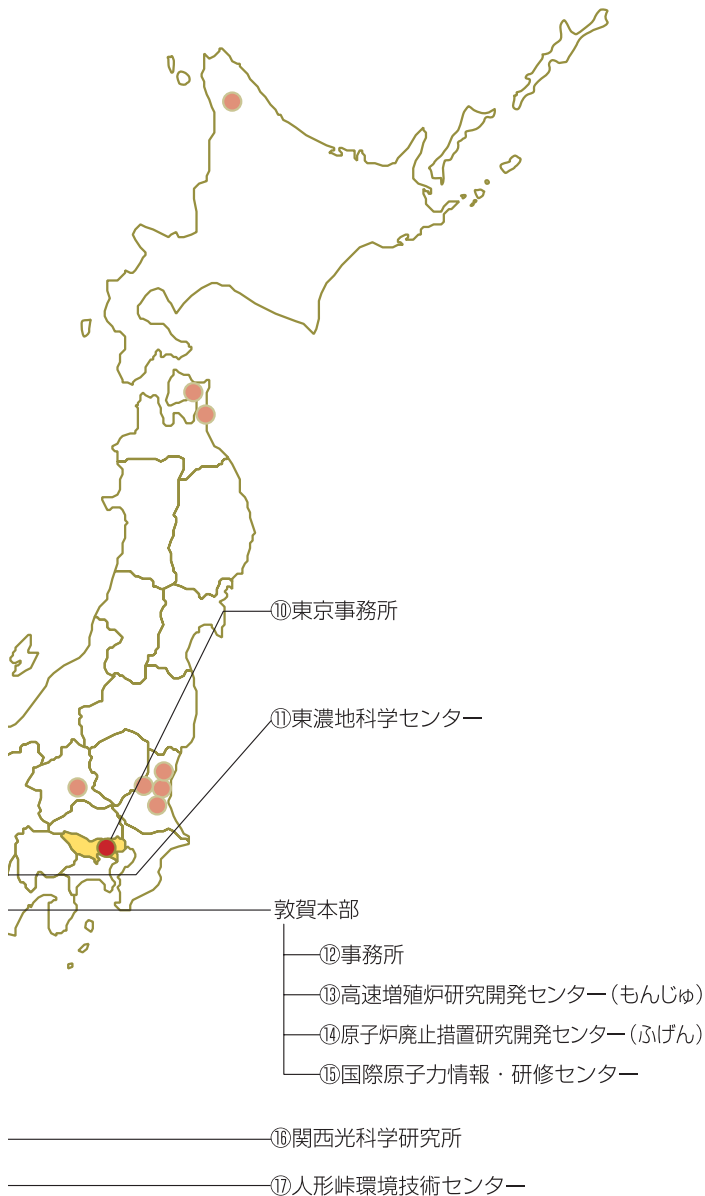 ⑩東京事務所
⑪東濃地科学センター
敦賀本部
⑫事務所
⑬高速増殖炉研究開発センター(もんじゅ)
⑭原子炉廃止措置研究開発センター(ふげん)
⑮国際原子力情報・研修センター
⑯関西光科学研究所
⑰人形峠環境技術センター